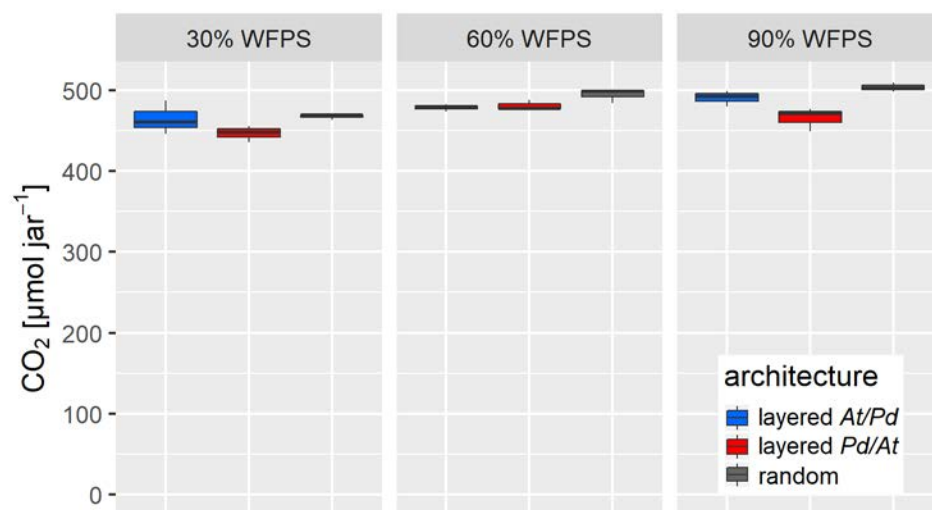 30% WFPS 60% WFPS 90% WFPS
500
400
300
200
100
0
CO₂ [µmol jar⁻¹]
architecture
layered At/Pd
layered Pd/At
random